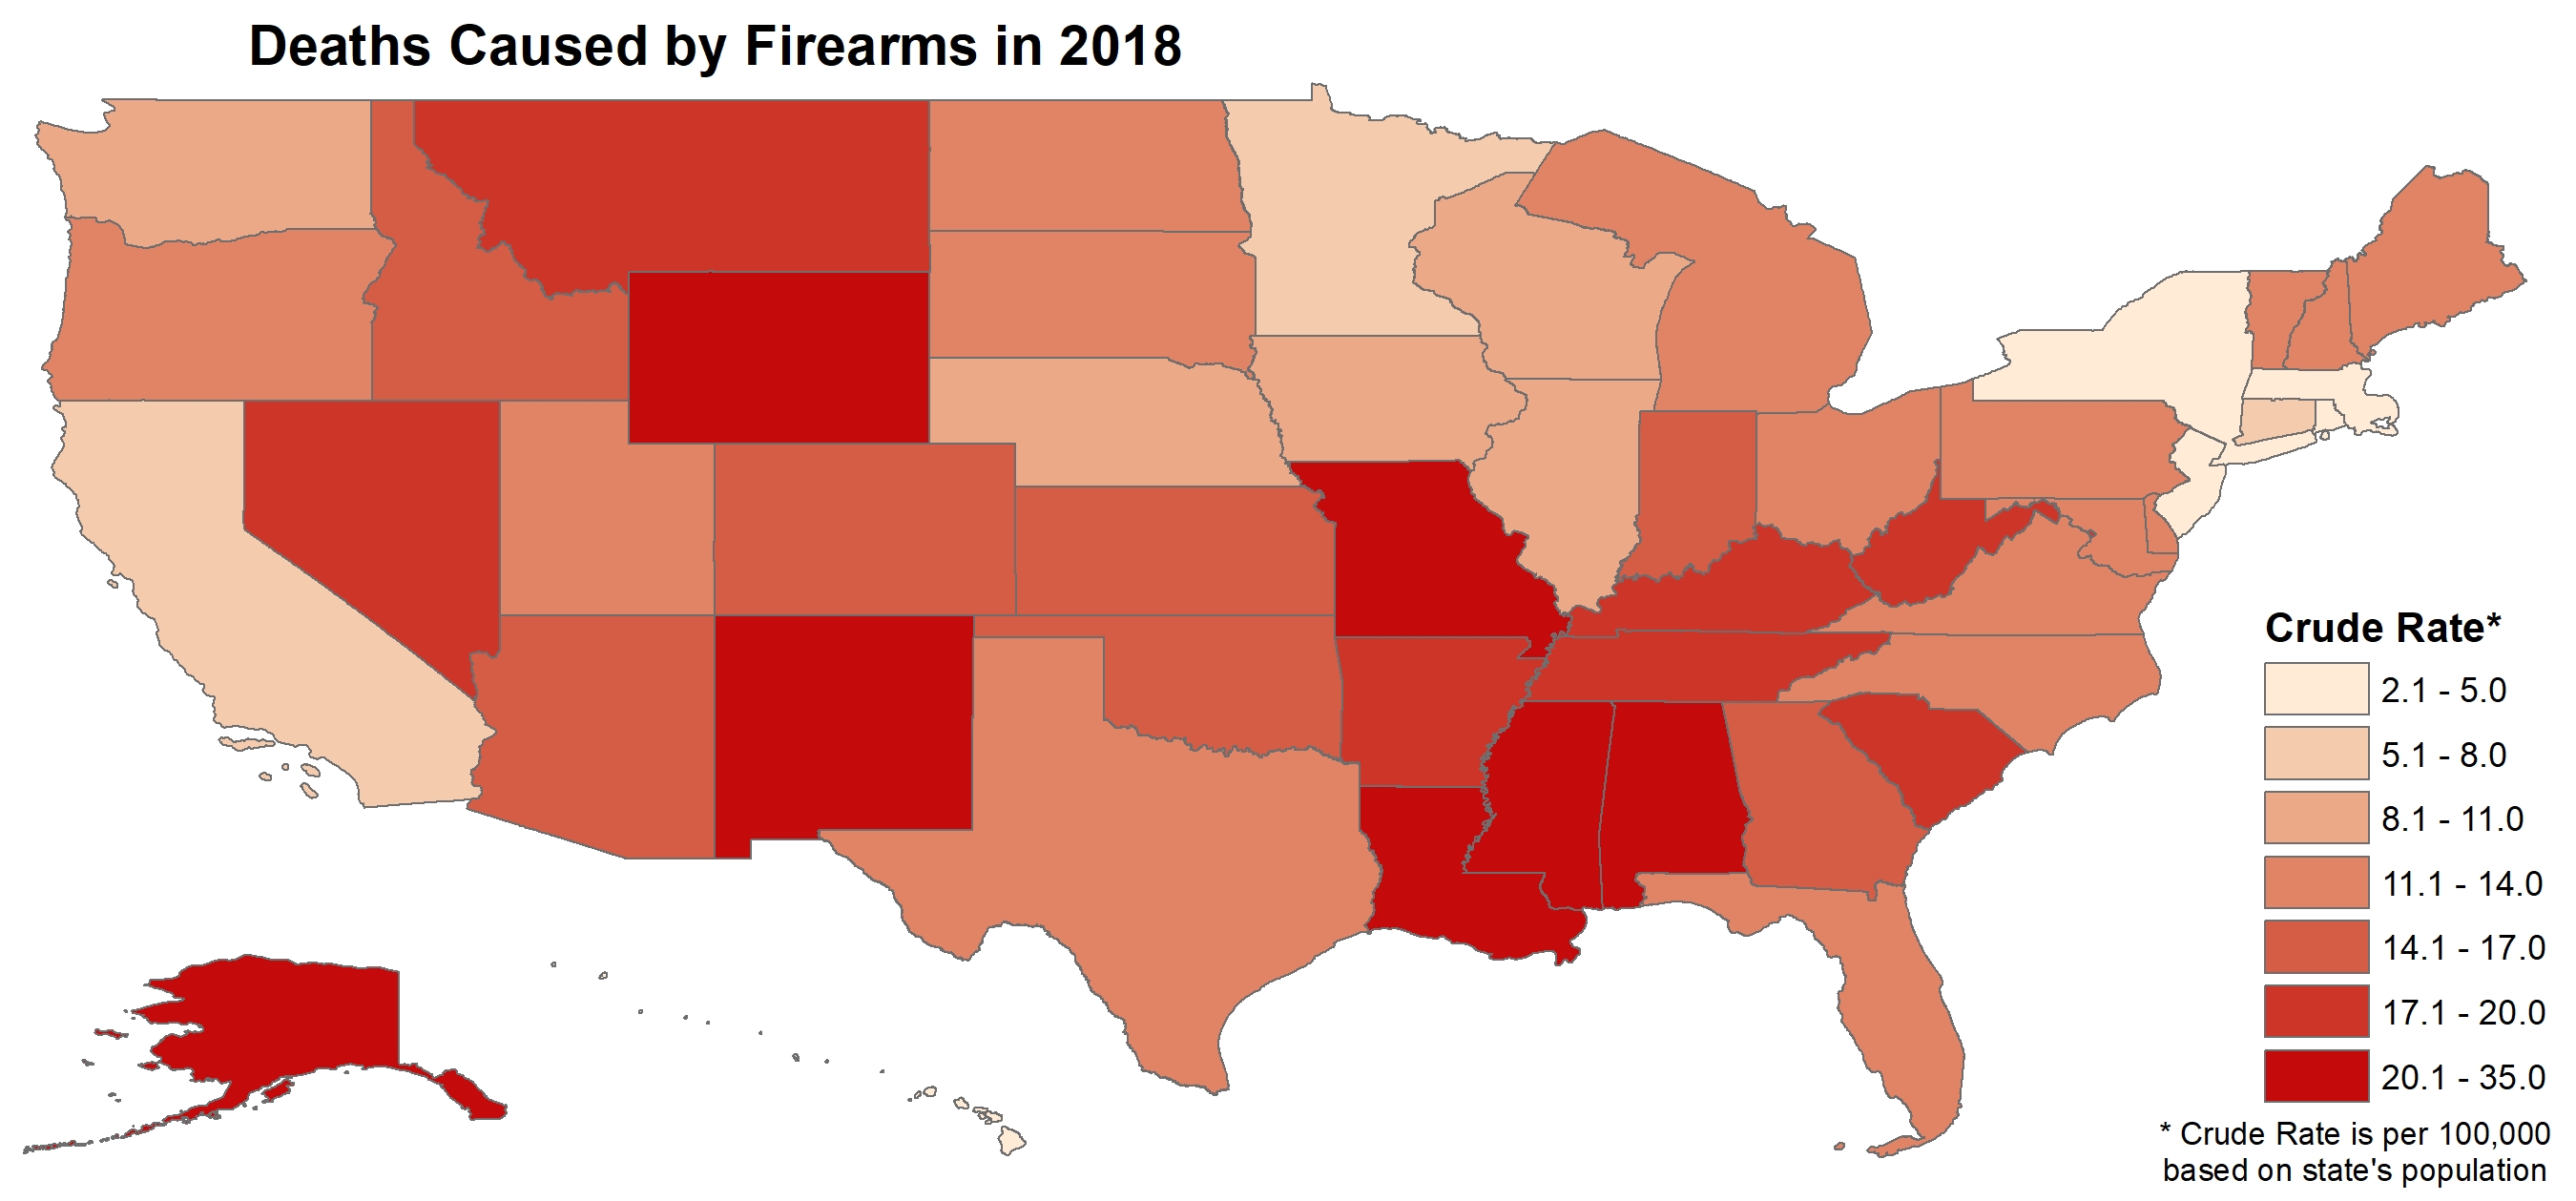 Deaths Caused by Firearms in 2018
Crude Rate*
2.1 - 5.0
5.1 - 8.0
8.1 - 11.0
11.1 - 14.0
14.1 - 17.0
17.1 - 20.0
20.1 - 35.0
* Crude Rate is per 100,000
based on state's population